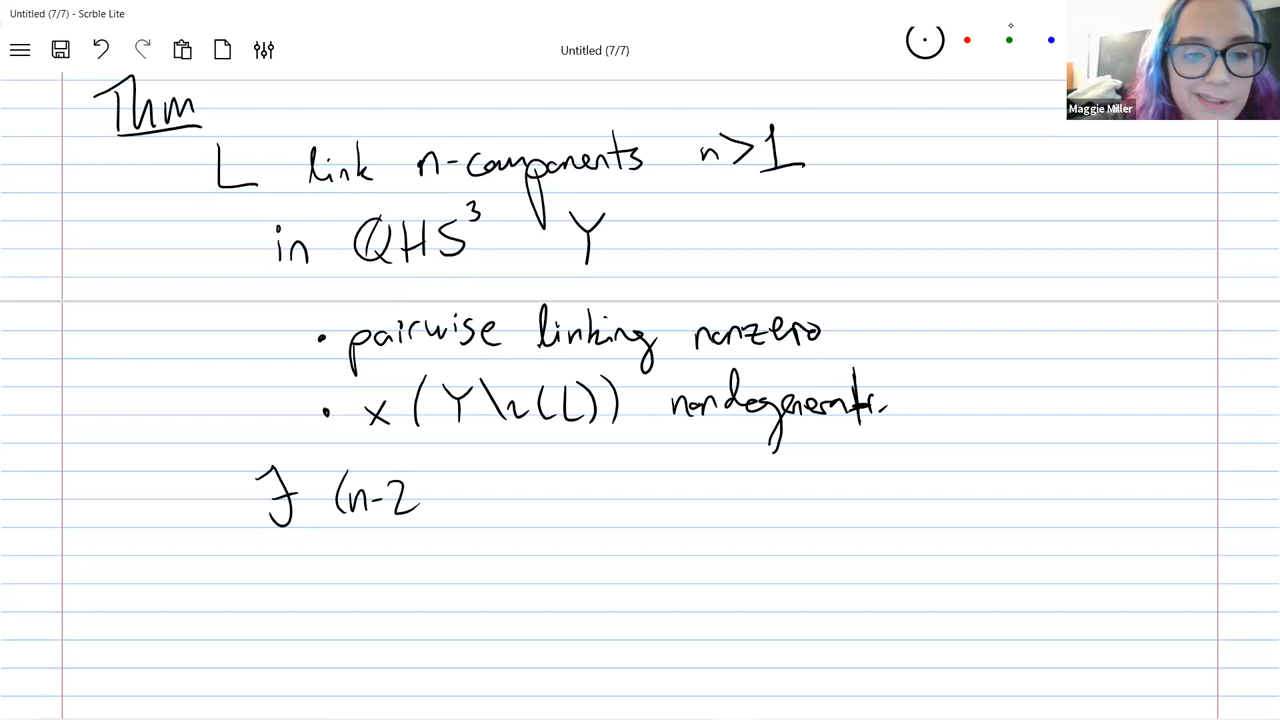 Untitled (7/7) - Scrble Lite
Untitled (7/7)
Maggie Miller
Thm
L link n-components n>1
in QHS³ Y
• pairwise linking nonzero
• x(Y\ν(L)) nondegenerate.
∃ (n-2